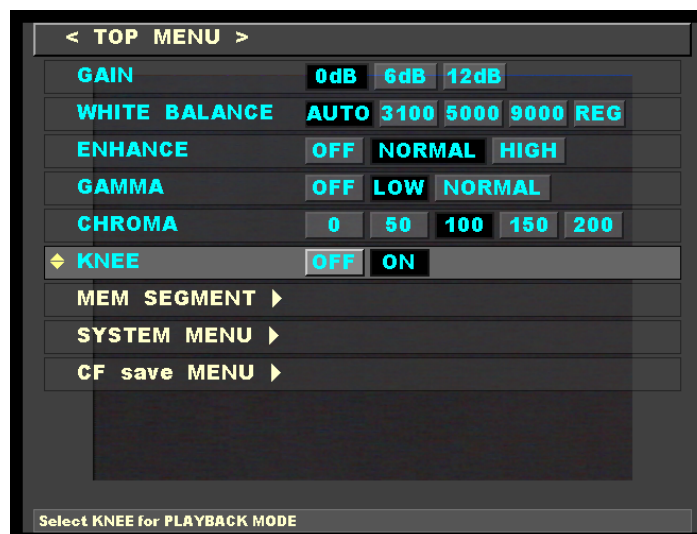 < TOP MENU >
GAIN 0dB 6dB 12dB
WHITE BALANCE AUTO 3100 5000 9000 REG
ENHANCE OFF NORMAL HIGH
GAMMA OFF LOW NORMAL
CHROMA 0 50 100 150 200
KNEE OFF ON
MEM SEGMENT
SYSTEM MENU
CF save MENU
Select KNEE for PLAYBACK MODE